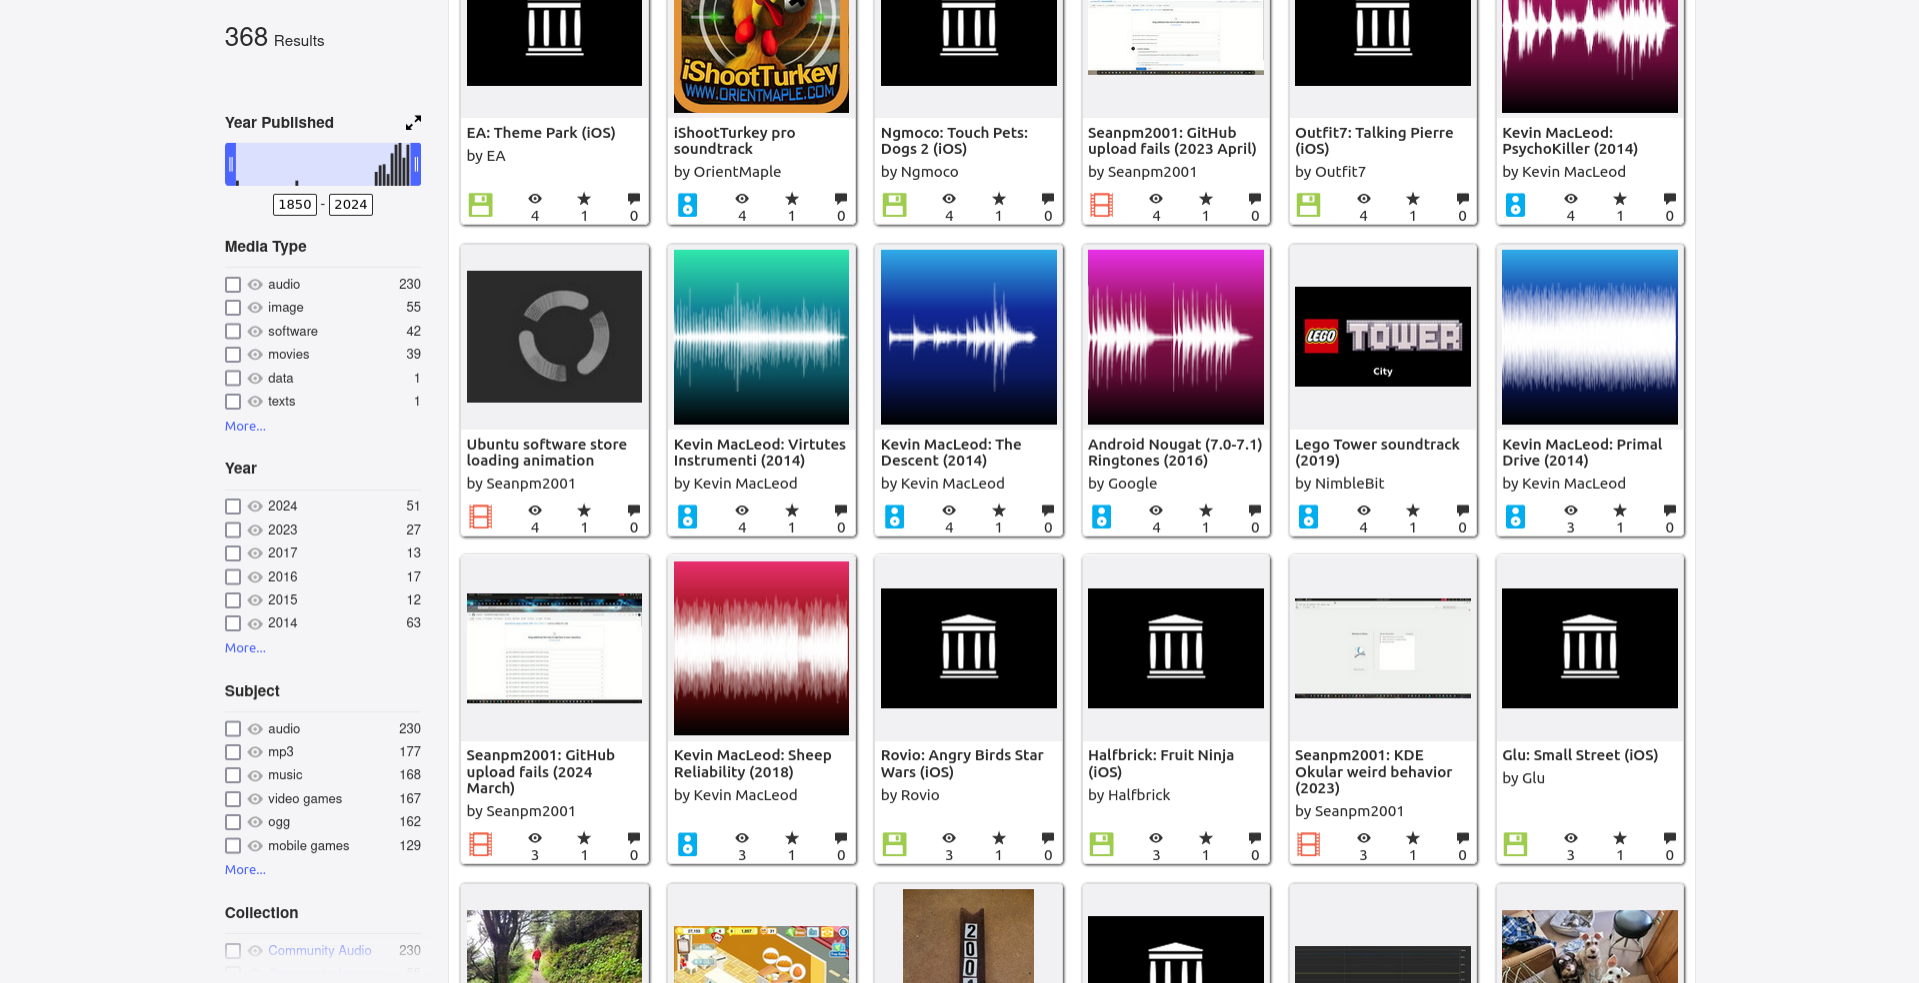 368 Results
Year Published
1850 - 2024
Media Type
audio 230
image 55
software 42
movies 39
data 1
texts 1
More...
Year
2024 51
2023 27
2017 13
2016 17
2015 12
2014 63
More...
Subject
audio 230
mp3 177
music 168
video games 167
ogg 162
mobile games 129
More...
Collection
Community Audio 230
EA: Theme Park (iOS)
by EA
4 1 0
iShootTurkey
WWW.ORIENTMAPLE.COM
iShootTurkey pro
soundtrack
by OrientMaple
4 1 0
Ngmoco: Touch Pets:
Dogs 2 (iOS)
by Ngmoco
4 1 0
Seanpm2001: GitHub
upload fails (2023 April)
by Seanpm2001
4 1 0
Outfit7: Talking Pierre
(iOS)
by Outfit7
4 1 0
Kevin MacLeod:
PsychoKiller (2014)
by Kevin MacLeod
4 1 0
Ubuntu software store
loading animation
by Seanpm2001
4 1 0
Kevin MacLeod: Virtutes
Instrumenti (2014)
by Kevin MacLeod
4 1 0
Kevin MacLeod: The
Descent (2014)
by Kevin MacLeod
4 1 0
Android Nougat (7.0-7.1)
Ringtones (2016)
by Google
4 1 0
LEGO TOWER
City
Lego Tower soundtrack
(2019)
by NimbleBit
4 1 0
Kevin MacLeod: Primal
Drive (2014)
by Kevin MacLeod
3 1 0
Seanpm2001: GitHub
upload fails (2024
March)
by Seanpm2001
3 1 0
Kevin MacLeod: Sheep
Reliability (2018)
by Kevin MacLeod
3 1 0
Rovio: Angry Birds Star
Wars (iOS)
by Rovio
3 1 0
Halfbrick: Fruit Ninja
(iOS)
by Halfbrick
3 1 0
Seanpm2001: KDE
Okular weird behavior
(2023)
by Seanpm2001
3 1 0
Glu: Small Street (iOS)
by Glu
3 1 0
2001